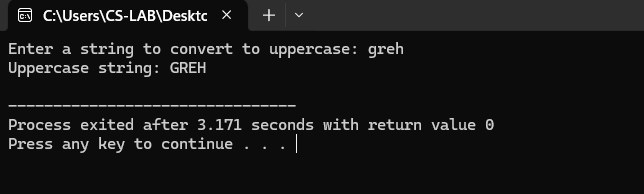 C:\Users\CS-LAB\Desktc
Enter a string to convert to uppercase: greh
Uppercase string: GREH
--------------------------------
Process exited after 3.171 seconds with return value 0
Press any key to continue . . .